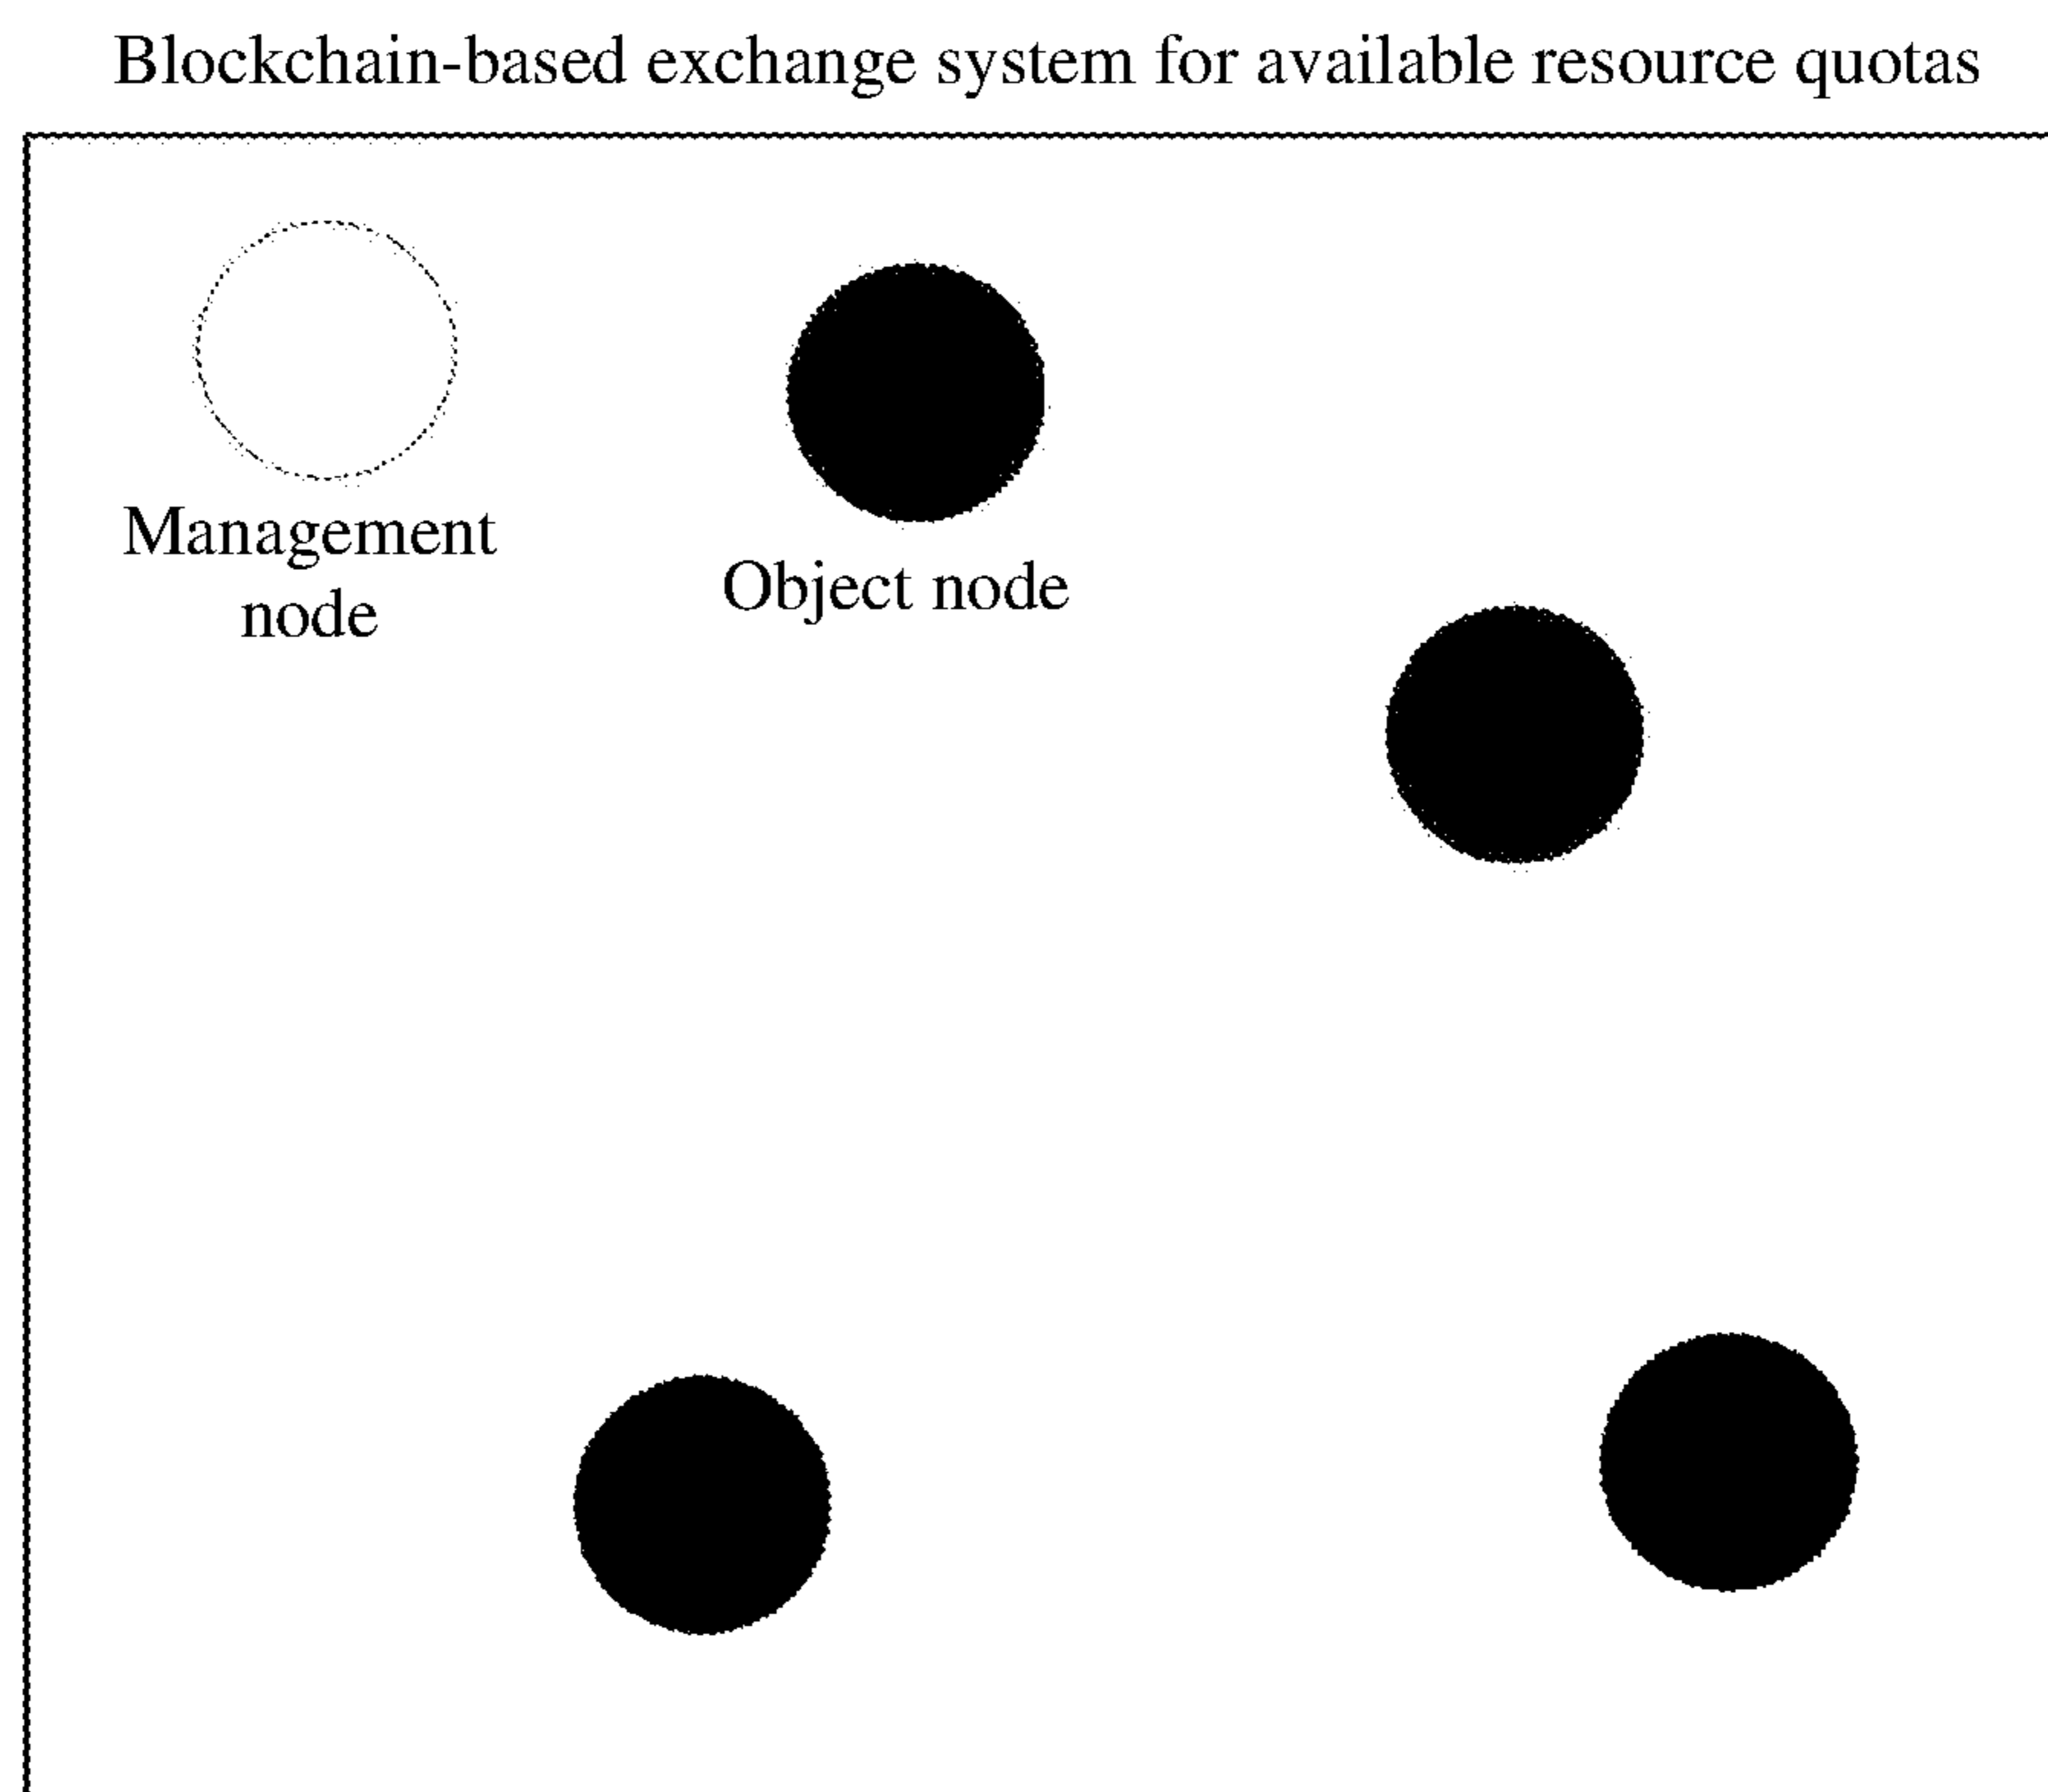 Blockchain-based exchange system for available resource quotas
Management
node
Object node